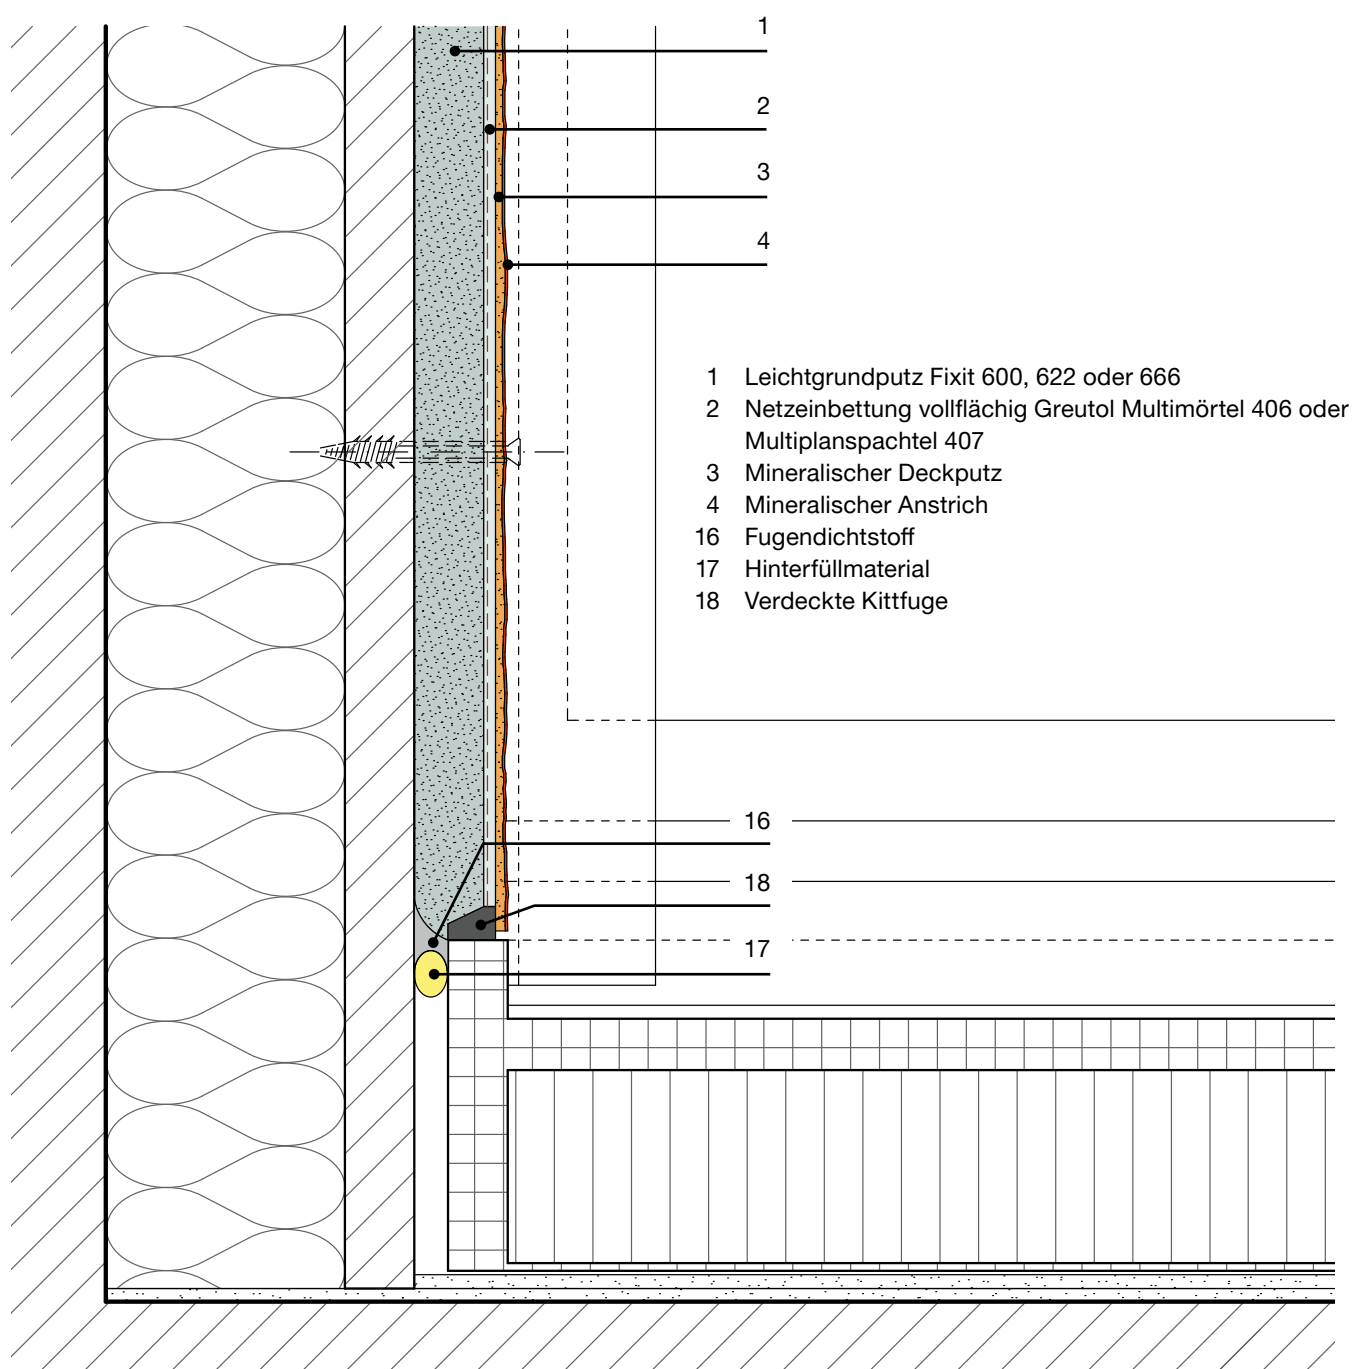 1
2
3
4
1 Leichtgrundputz Fixit 600, 622 oder 666
2 Netzeinbettung vollflächig Greutol Multimörtel 406 oder
Multiplanspachtel 407
3 Mineralischer Deckputz
4 Mineralischer Anstrich
16 Fugendichtstoff
17 Hinterfüllmaterial
18 Verdeckte Kittfuge
16
18
17